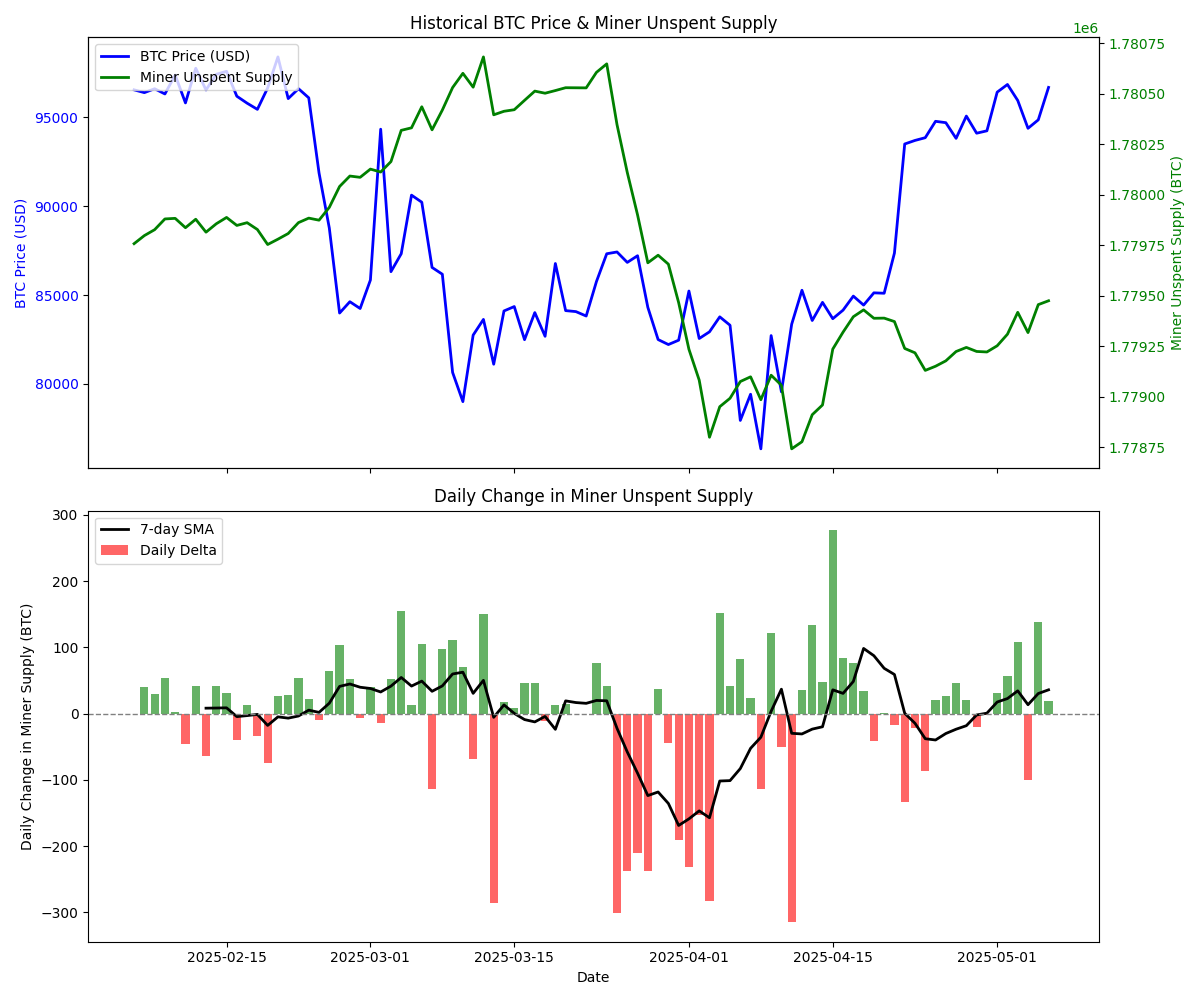 Historical BTC Price & Miner Unspent Supply
1e6
BTC Price (USD)
Miner Unspent Supply
95000
90000
85000
80000
BTC Price (USD)
1.78075
1.78050
1.78025
1.78000
1.77975
1.77950
1.77925
1.77900
1.77875
Miner Unspent Supply (BTC)
Daily Change in Miner Unspent Supply
7-day SMA
Daily Delta
300
200
100
0
−100
−200
−300
Daily Change in Miner Supply (BTC)
2025-02-15
2025-03-01
2025-03-15
2025-04-01
2025-04-15
2025-05-01
Date